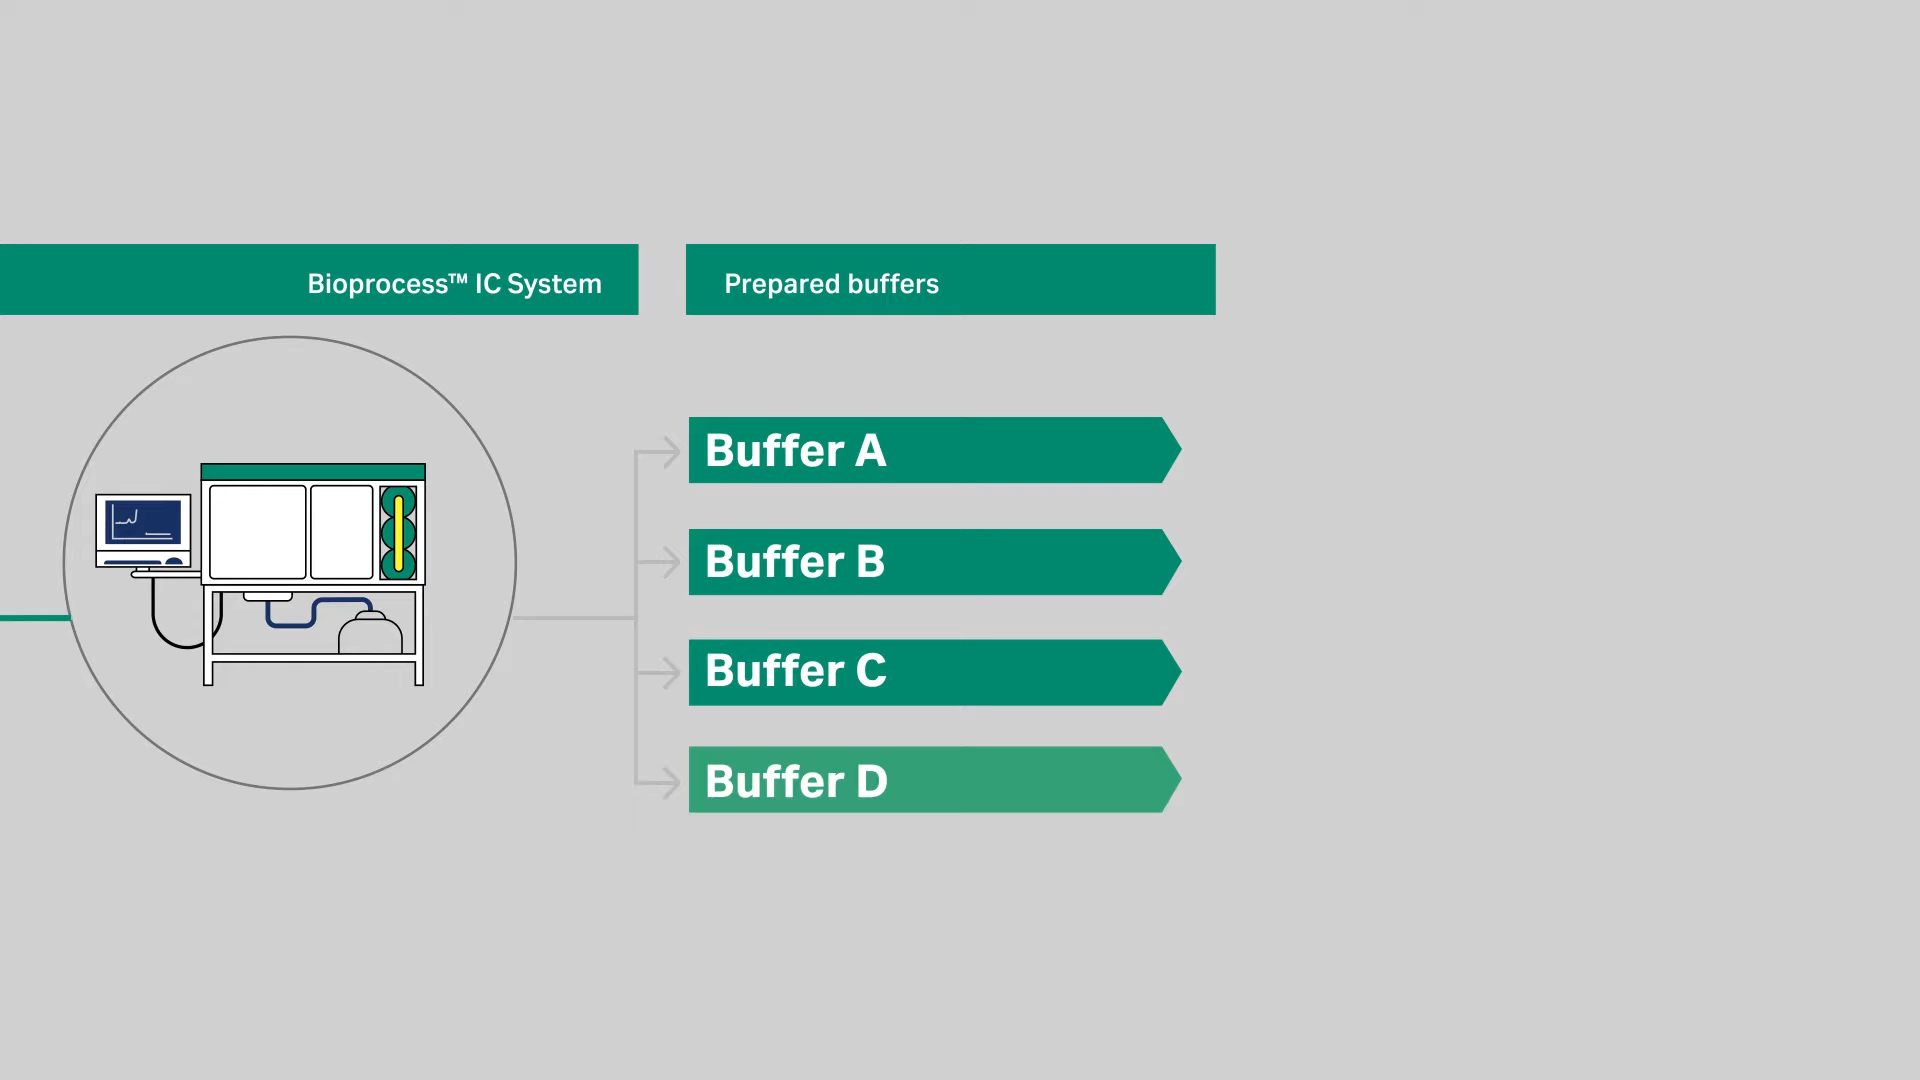 Bioprocess™ IC System
Prepared buffers
Buffer A
Buffer B
Buffer C
Buffer D